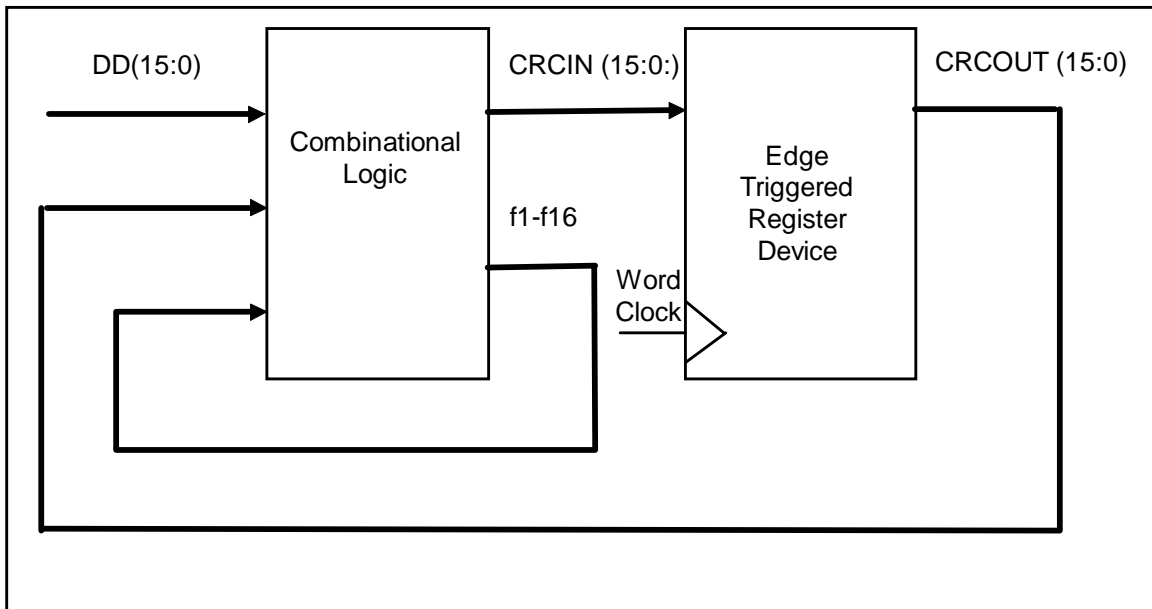 DD(15:0)
Combinational
Logic
CRCIN (15:0:)
f1-f16
Edge
Triggered
Register
Device
Word
Clock
CRCOUT (15:0)